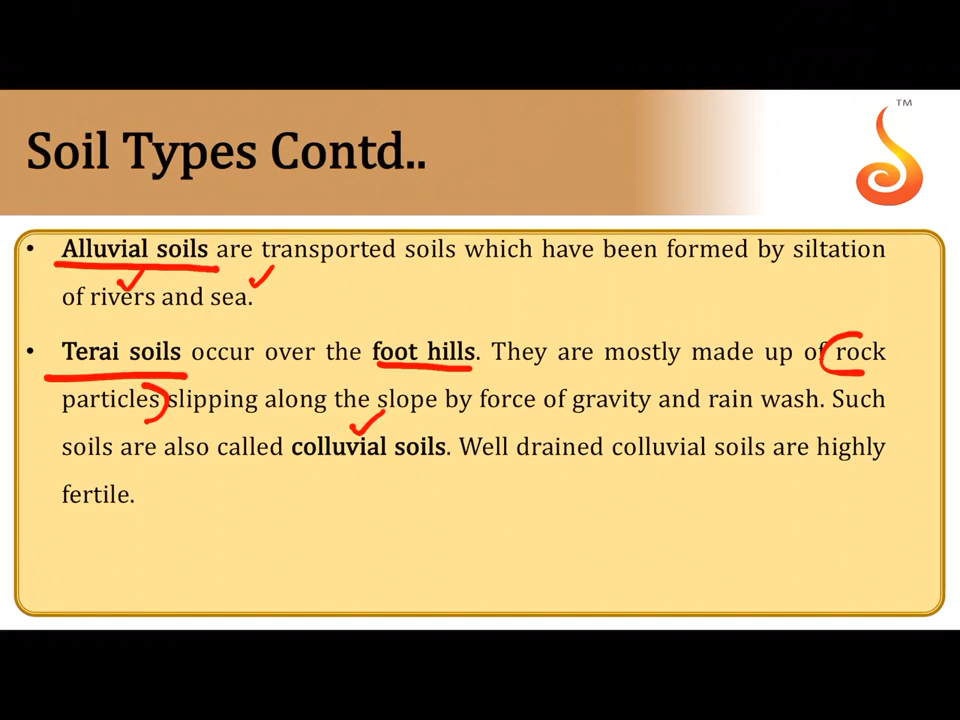 TM
Soil Types Contd..
• Alluvial soils are transported soils which have been formed by siltation
of rivers and sea.
• Terai soils occur over the foot hills. They are mostly made up of rock
particles slipping along the slope by force of gravity and rain wash. Such
soils are also called colluvial soils. Well drained colluvial soils are highly
fertile.